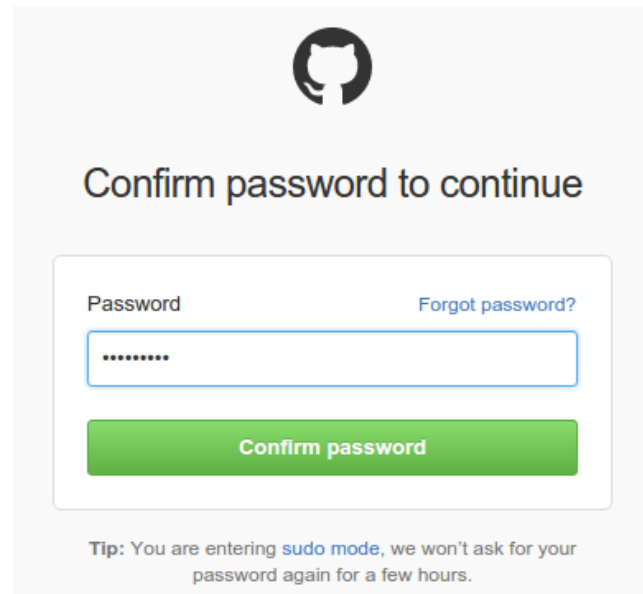 Confirm password to continue
Password Forgot password?
•••••••••
Confirm password
Tip: You are entering sudo mode, we won't ask for your
password again for a few hours.